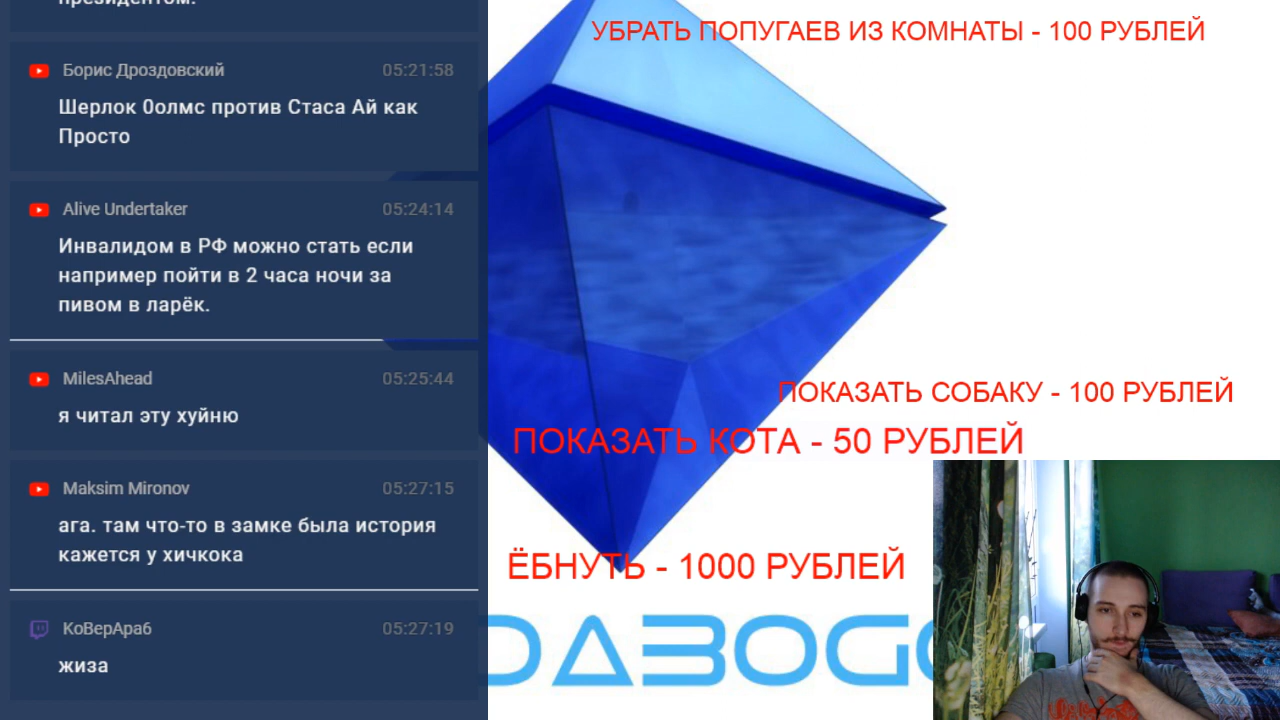 президентом.
Борис Дроздовский 05:21:58
Шерлок 0олмс против Стаса Ай как
Просто
Alive Undertaker 05:24:14
Инвалидом в РФ можно стать если
например пойти в 2 часа ночи за
пивом в ларёк.
MilesAhead 05:25:44
я читал эту хуйню
Maksim Mironov 05:27:15
ага. там что-то в замке была история
кажется у хичкока
КоВерАра6 05:27:19
жиза
УБРАТЬ ПОПУГАЕВ ИЗ КОМНАТЫ - 100 РУБЛЕЙ
ПОКАЗАТЬ СОБАКУ - 100 РУБЛЕЙ
ПОКАЗАТЬ КОТА - 50 РУБЛЕЙ
ЁБНУТЬ - 1000 РУБЛЕЙ